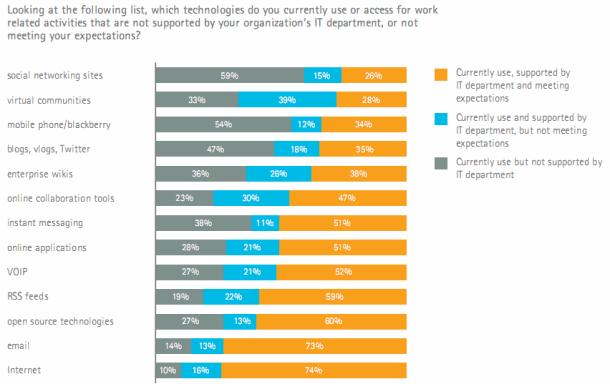 Looking at the following list, which technologies do you currently use or access for work
related activities that are not supported by your organization's IT department, or not
meeting your expectations?
social networking sites 59% 15% 26%
virtual communities 33% 39% 28%
mobile phone/blackberry 54% 12% 34%
blogs, vlogs, Twitter 47% 18% 35%
enterprise wikis 36% 26% 38%
online collaboration tools 23% 30% 47%
instant messaging 38% 11% 51%
online applications 28% 21% 51%
VOIP 27% 21% 52%
RSS feeds 19% 22% 59%
open source technologies 27% 13% 60%
email 14% 13% 73%
Internet 10% 16% 74%
Currently use, supported by
IT department and meeting
expectations
Currently use and supported by
IT department, but not meeting
expectations
Currently use but not supported by
IT department